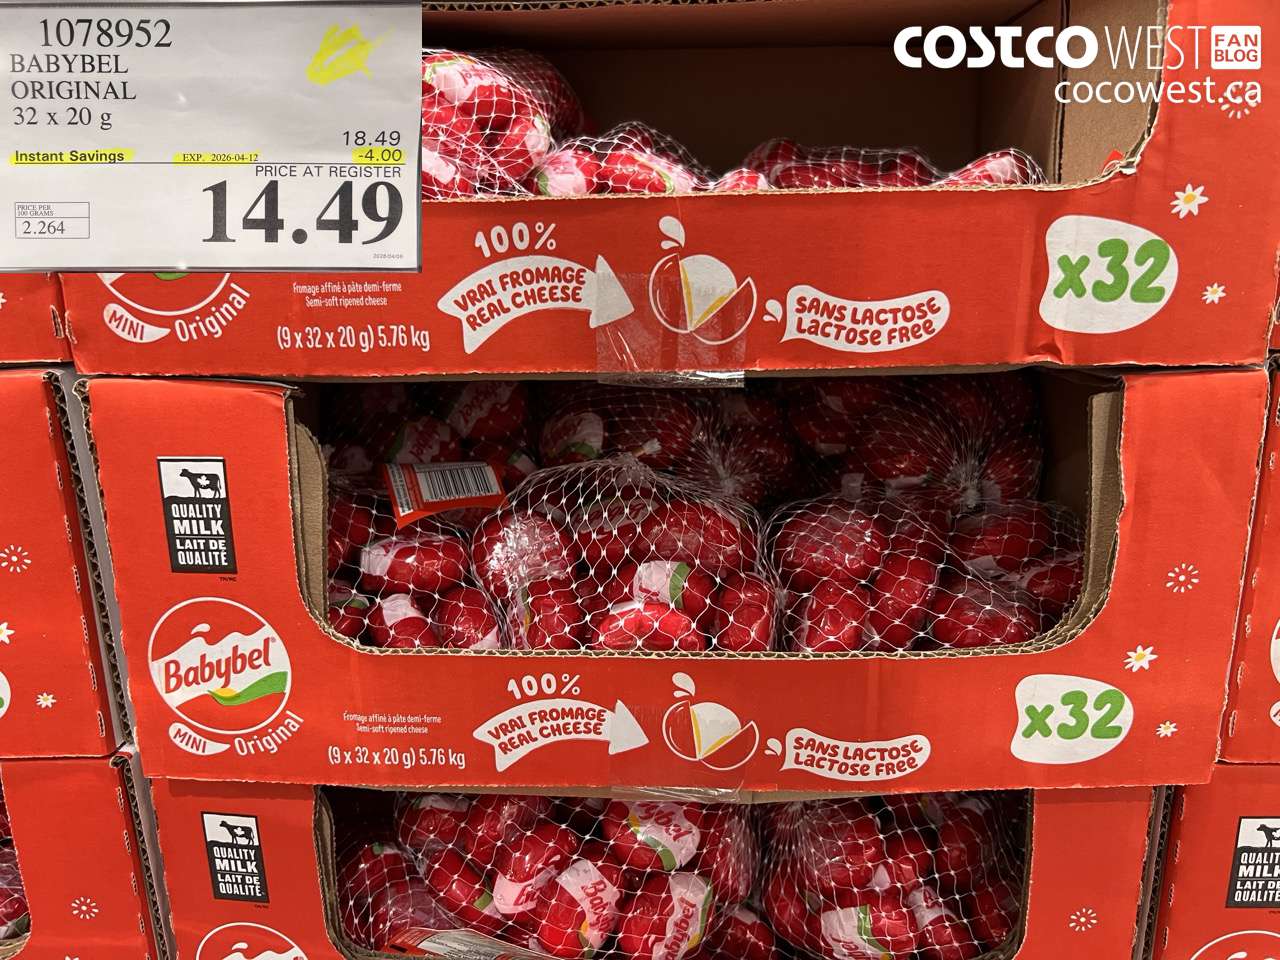 1078952
BABYBEL
ORIGINAL
32 x 20 g
18.49
Instant Savings EXP. 2026-04-12 -4.00
PRICE AT REGISTER
14.49
PRICE PER
100 GRAMS
2.264
COSTCO WEST FAN BLOG
cocowest.ca
MINI Original
Fromage affiné à pâte demi-ferme
Semi-soft ripened cheese
(9 x 32 x 20 g) 5.76 kg
100%
VRAI FROMAGE
REAL CHEESE
SANS LACTOSE
LACTOSE FREE
x32
QUALITY
MILK
LAIT DE
QUALITÉ
Babybel
MINI Original
Fromage affiné à pâte demi-ferme
Semi-soft ripened cheese
(9 x 32 x 20 g) 5.76 kg
100%
VRAI FROMAGE
REAL CHEESE
SANS LACTOSE
LACTOSE FREE
x32
QUALITY
MILK
LAIT DE
QUALITÉ
Babybel
Babybel